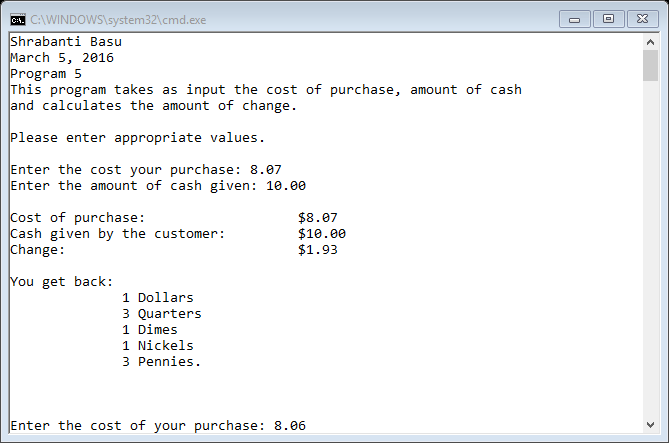 C:\WINDOWS\system32\cmd.exe
Shrabanti Basu
March 5, 2016
Program 5
This program takes as input the cost of purchase, amount of cash
and calculates the amount of change.
Please enter appropriate values.
Enter the cost your purchase: 8.07
Enter the amount of cash given: 10.00
Cost of purchase: $8.07
Cash given by the customer: $10.00
Change: $1.93
You get back:
1 Dollars
3 Quarters
1 Dimes
1 Nickels
3 Pennies.
Enter the cost of your purchase: 8.06